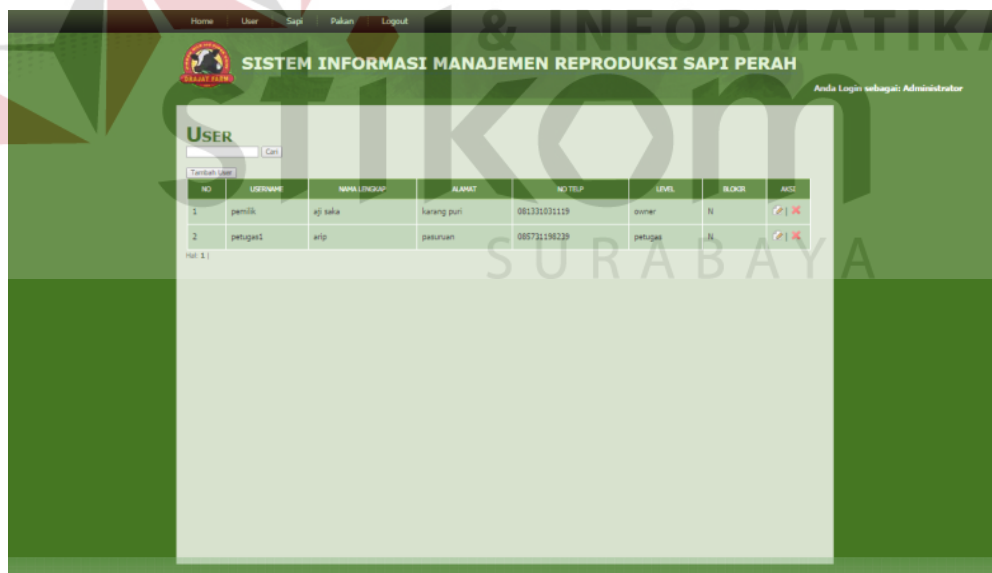 Home User Sapi Pakan Logout
& INFORMATIKA
SISTEM INFORMASI MANAJEMEN REPRODUKSI SAPI PERAH
Anda Login sebagai: Administrator
stikom
USER
Cari
Tambah User
NO USERNAME NAMA LENGKAP ALAMAT NO TELP LEVEL BLOKIR AKSI
1 pemilik aji saka karang puri 081331031119 owner N |
2 petugas1 arip pasuruan 085731198239 petugas N |
SURABAYA
Hal: 1 |